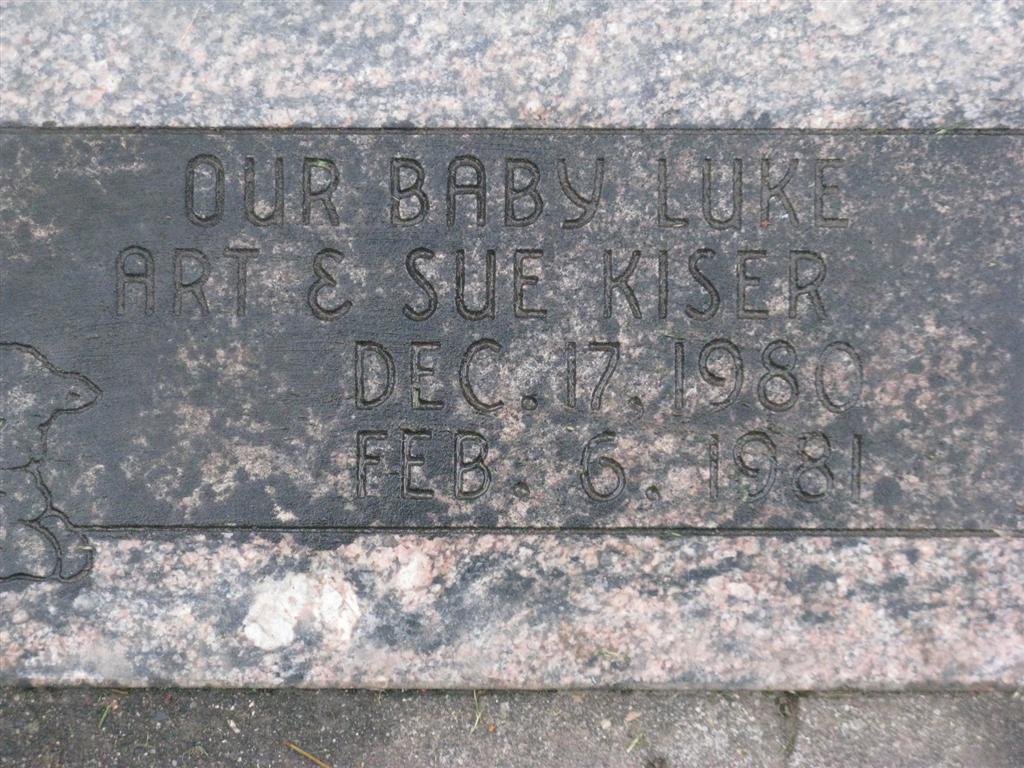 OUR BABY LUKE
ART & SUE KISER
DEC. 17, 1980
FEB. 6. 1981